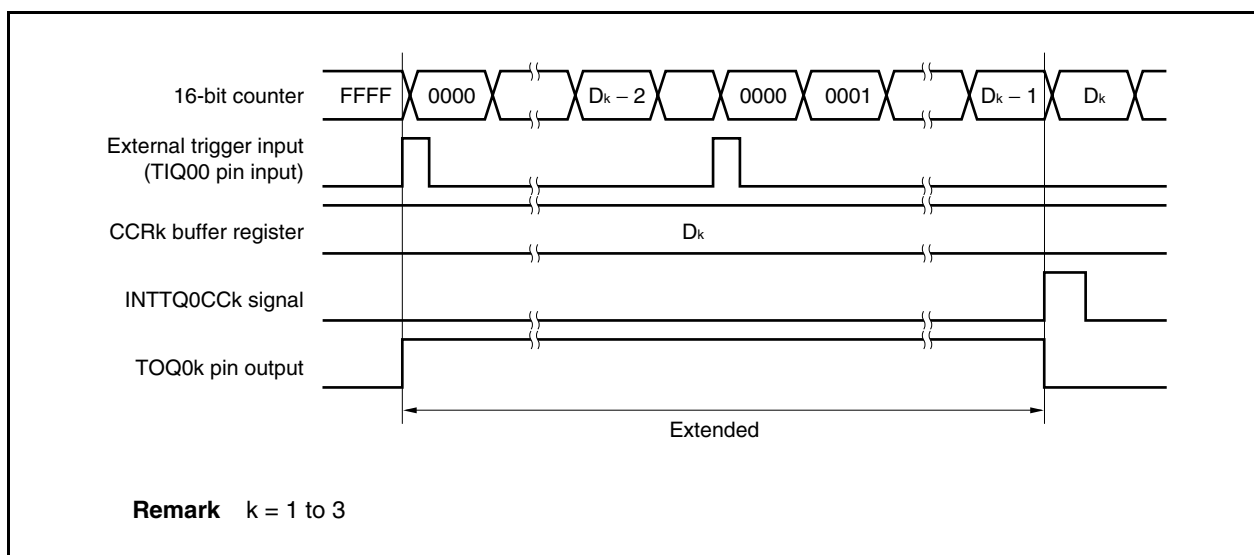 16-bit counter FFFF 0000 Dk − 2 0000 0001 Dk − 1 Dk
External trigger input
(TIQ00 pin input)
CCRk buffer register Dk
INTTQ0CCk signal
TOQ0k pin output
Extended
Remark k = 1 to 3